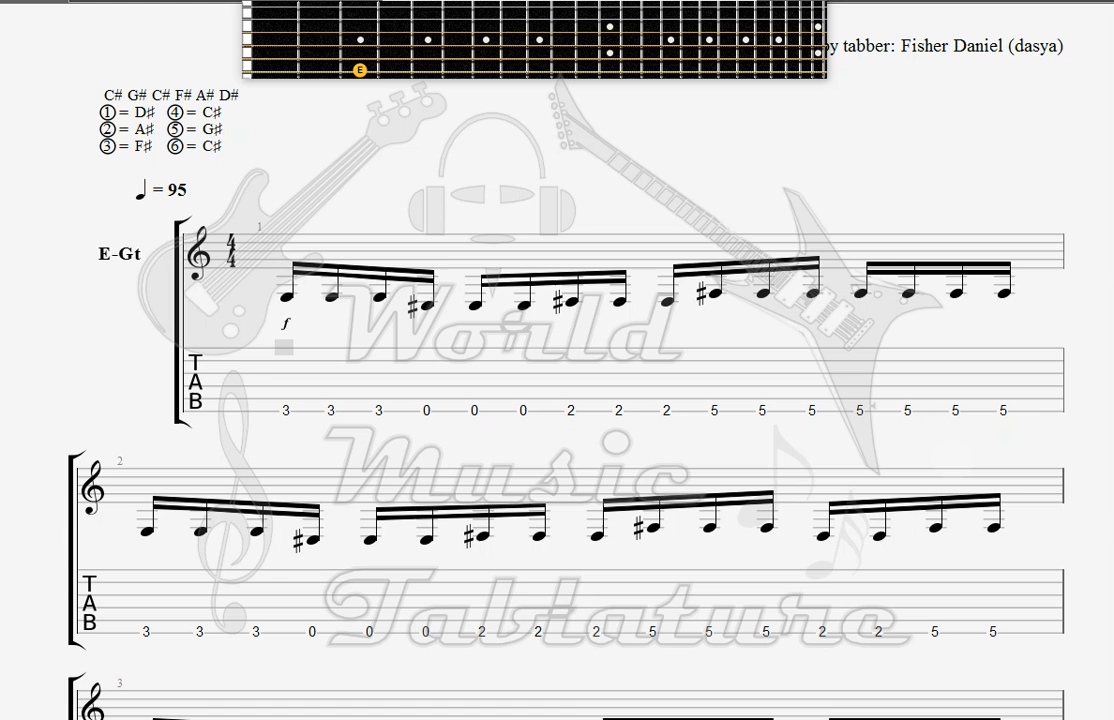 E
by tabber: Fisher Daniel (dasya)
C# G# C# F# A# D#
①= D♯ ④= C♯
②= A♯ ⑤= G♯
③= F♯ ⑥= C♯
♩ = 95
E-Gt
1
4
4
f
World
T
A
B
3 3 3 0 0 0 2 2 2 5 5 5 5 5 5 5
Music
2
T
A
B
Tablature
3 3 3 0 0 0 2 2 2 5 5 5 2 2 5 5
3